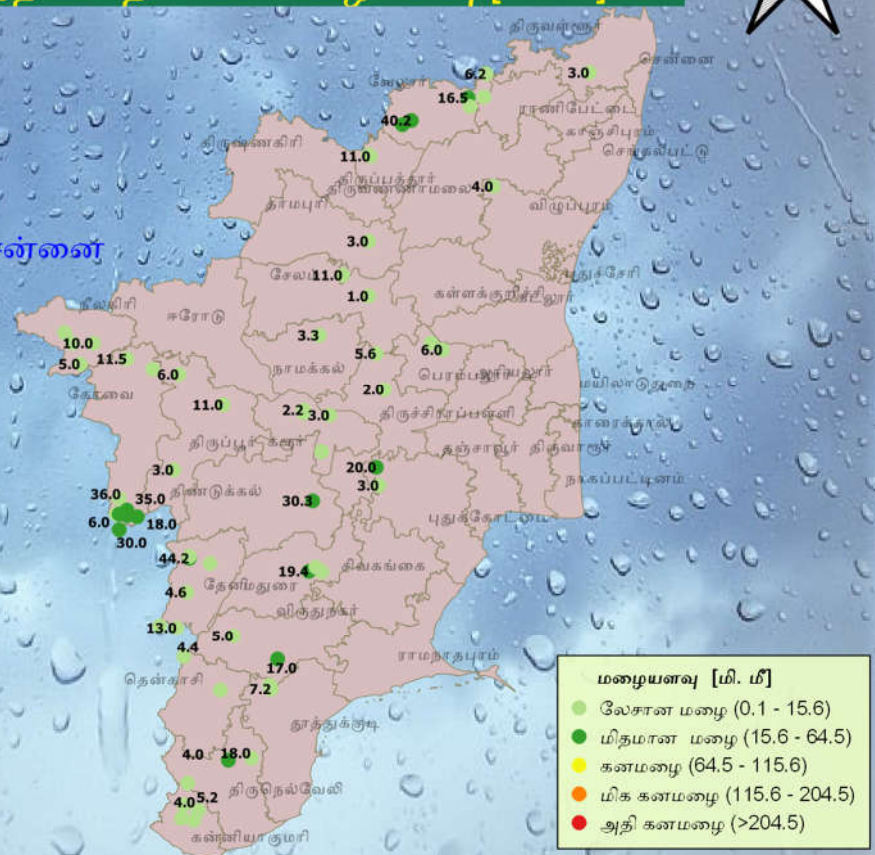 திருவள்ளூர்
சென்னை
6.2
3.0
வேலூர்
16.5
ராணிபேட்டை
40.2
காஞ்சிபுரம்
கிருஷ்ணகிரி
செங்கல்பட்டு
11.0
திருப்பத்தூர்
திருவண்ணாமலை
4.0
தர்மபுரி
விழுப்புரம்
3.0
சேலம்
11.0
புதுச்சேரி
1.0
கள்ளக்குறிச்சி
நீலகிரி
ஈரோடு
10.0
3.3
5.0
11.5
5.6
6.0
6.0
நாமக்கல்
பெரம்பலூர்
அரியலூர்
மயிலாடுதுறை
கோவை
2.0
11.0
2.2
3.0
திருச்சிராப்பள்ளி
காரைக்கால்
திருப்பூர்
கரூர்
தஞ்சாவூர்
திருவாரூர்
3.0
20.0
3.0
நாகப்பட்டினம்
திண்டுக்கல்
36.0
35.0
30.3
6.0
18.0
புதுக்கோட்டை
30.0
44.2
19.4
சிவகங்கை
தேனி
மதுரை
4.6
விருதுநகர்
13.0
5.0
4.4
17.0
ராமநாதபுரம்
தென்காசி
7.2
தூத்துக்குடி
4.0
18.0
திருநெல்வேலி
4.0
5.2
கன்னியாகுமரி
மழையளவு [மி. மீ]
லேசான மழை (0.1 - 15.6)
மிதமான மழை (15.6 - 64.5)
கனமழை (64.5 - 115.6)
மிக கனமழை (115.6 - 204.5)
அதி கனமழை (>204.5)